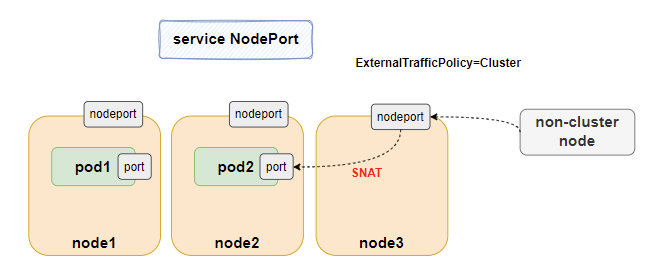 service NodePort
ExternalTrafficPolicy=Cluster
nodeport
nodeport
nodeport
non-cluster
node
pod1
port
pod2
port
SNAT
node1
node2
node3